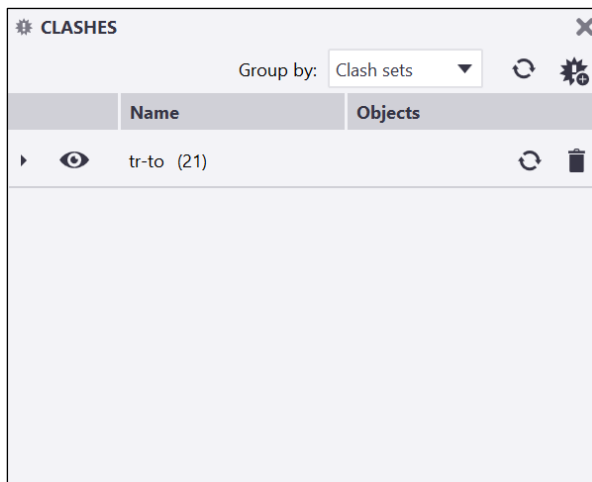 CLASHES
Group by: Clash sets
Name Objects
tr-to (21)